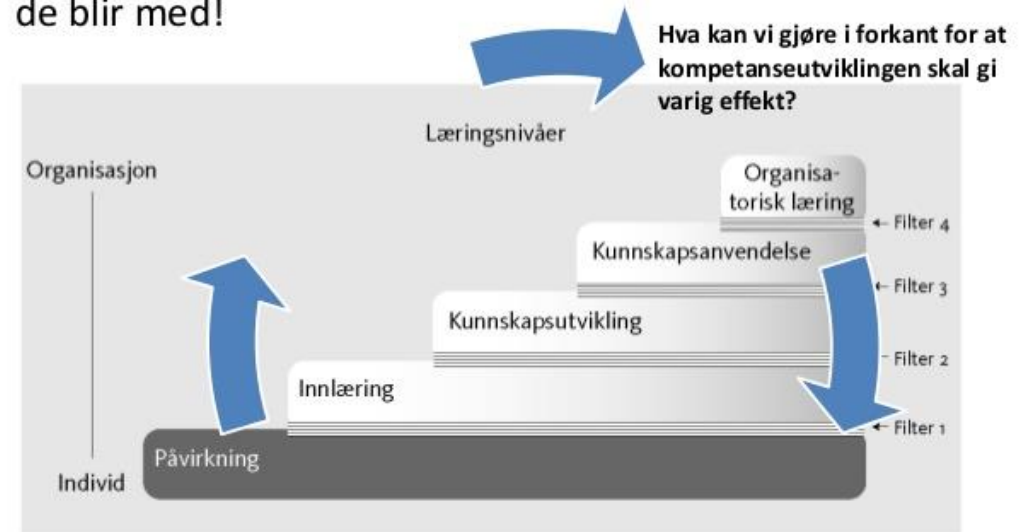 de blir med!
Hva kan vi gjøre i forkant for at
kompetanseutviklingen skal gi
varig effekt?
Læringsnivåer
Organisasjon
Organisa-
torisk læring
← Filter 4
Kunnskapsanvendelse
← Filter 3
Kunnskapsutvikling
- Filter 2
Innlæring
← Filter 1
Påvirkning
Individ